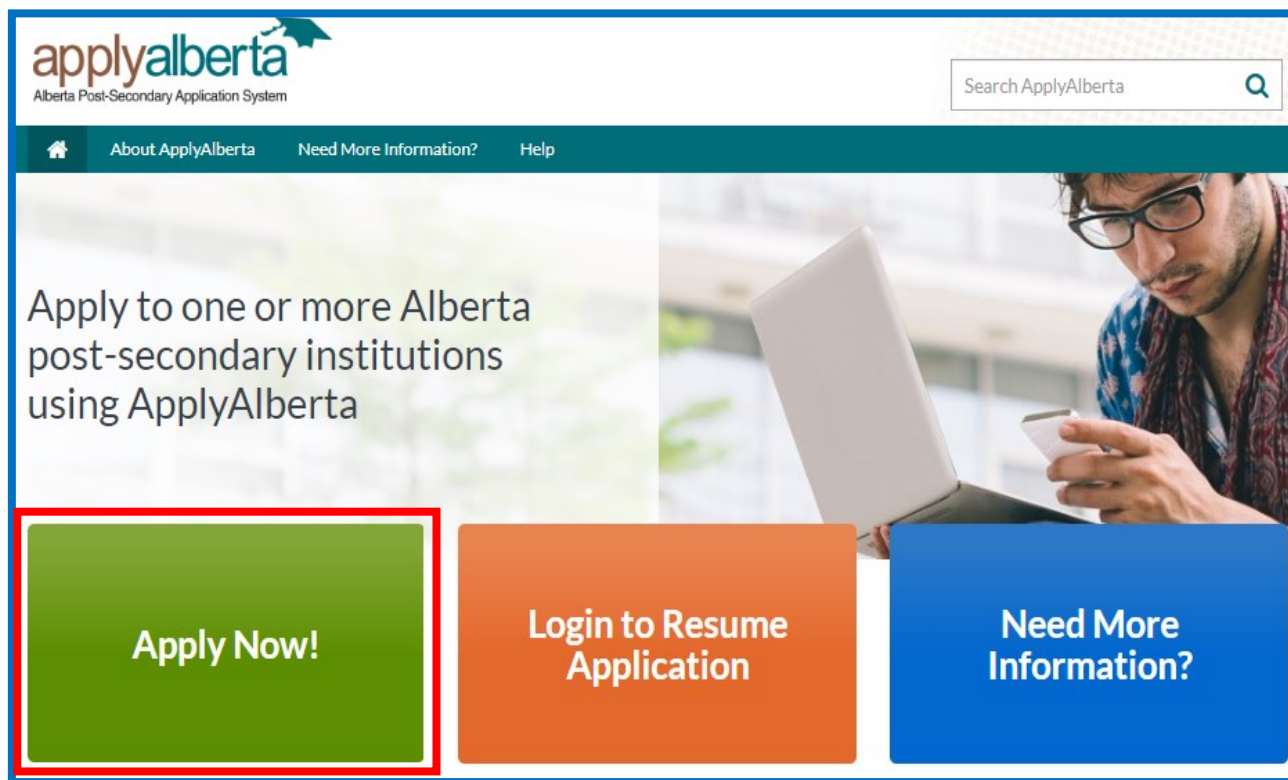 applyalberta
Alberta Post-Secondary Application System
Search ApplyAlberta
About ApplyAlberta Need More Information? Help
Apply to one or more Alberta
post-secondary institutions
using ApplyAlberta
Apply Now!
Login to Resume
Application
Need More
Information?